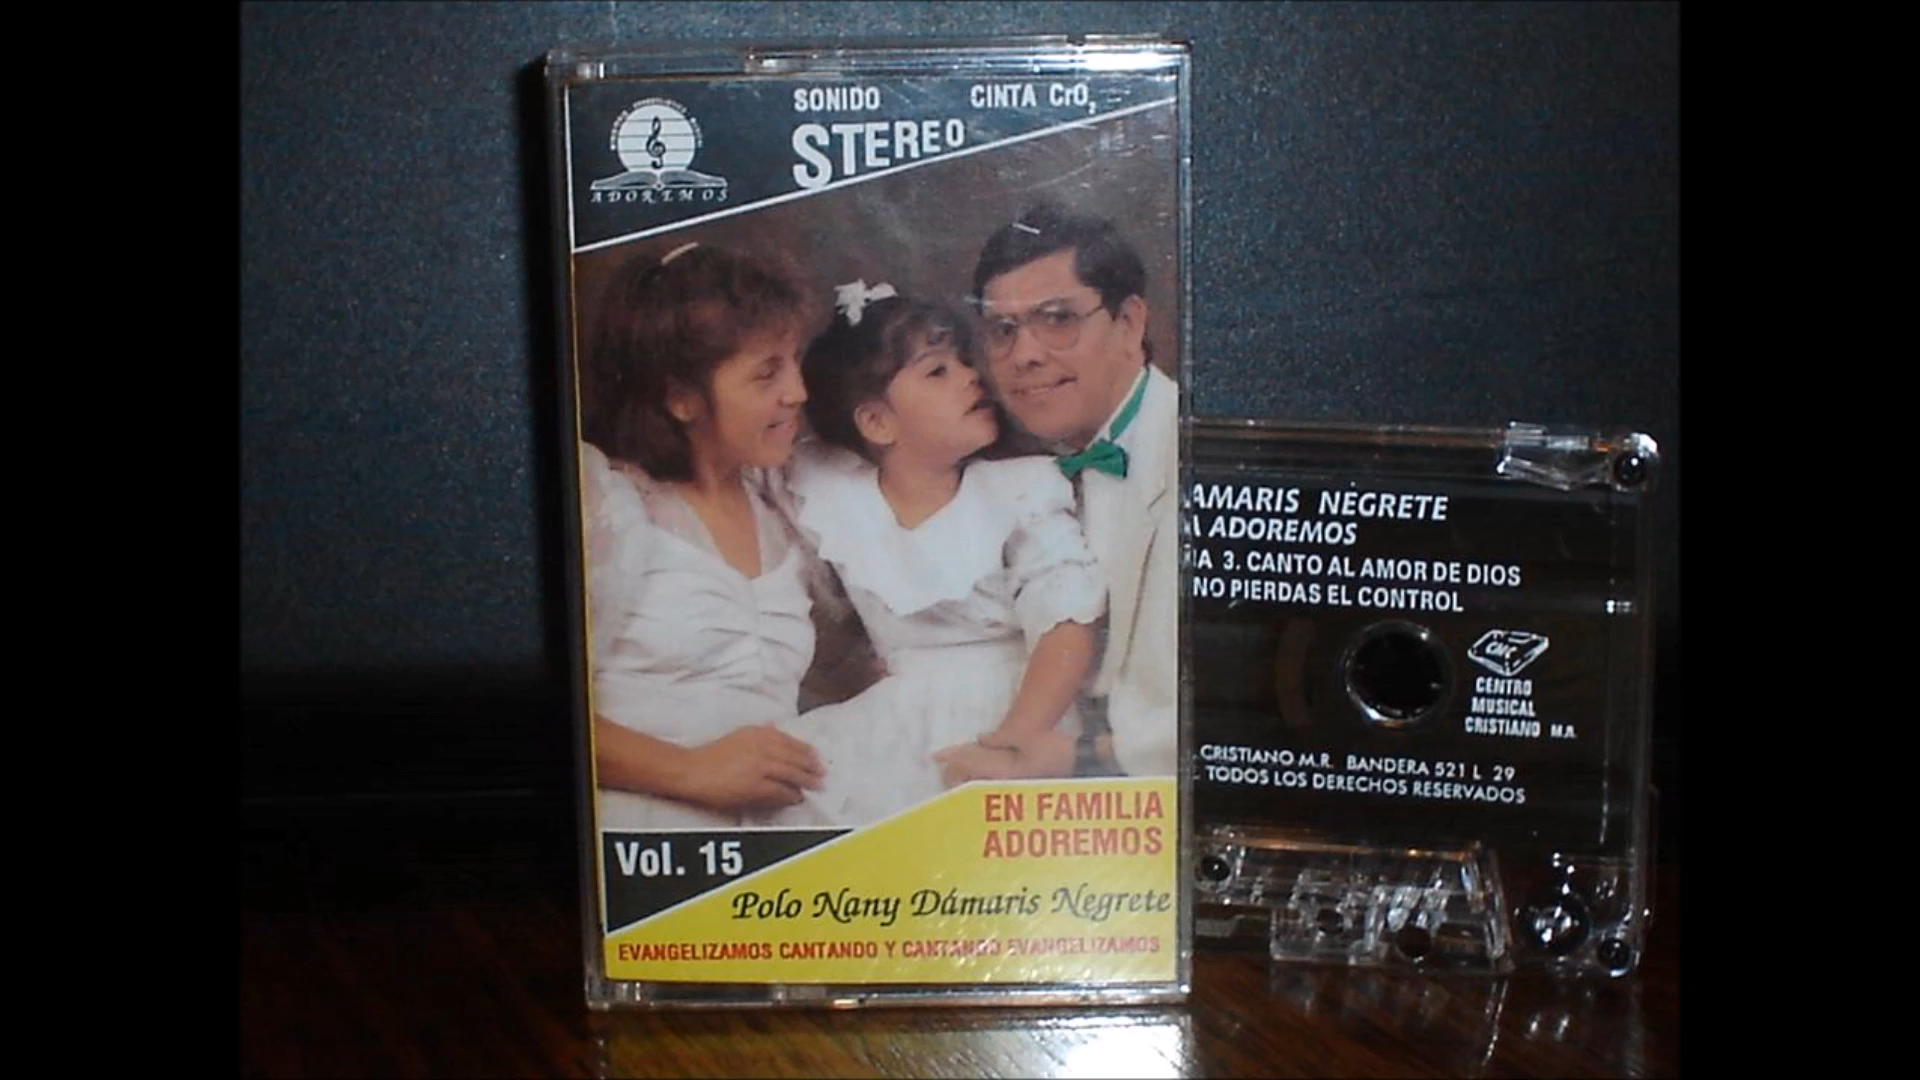 SONIDO
CINTA CrO2
STEREO
ADOREMOS
EN FAMILIA
ADOREMOS
Vol. 15
Polo Nany Dámaris Negrete
EVANGELIZAMOS CANTANDO Y CANTANDO EVANGELIZAMOS
AMARIS NEGRETE
A ADOREMOS
ÑA 3. CANTO AL AMOR DE DIOS
NO PIERDAS EL CONTROL
CMC
CENTRO
MUSICAL
CRISTIANO M.R.
CRISTIANO M.R. BANDERA 521 L 29
TODOS LOS DERECHOS RESERVADOS